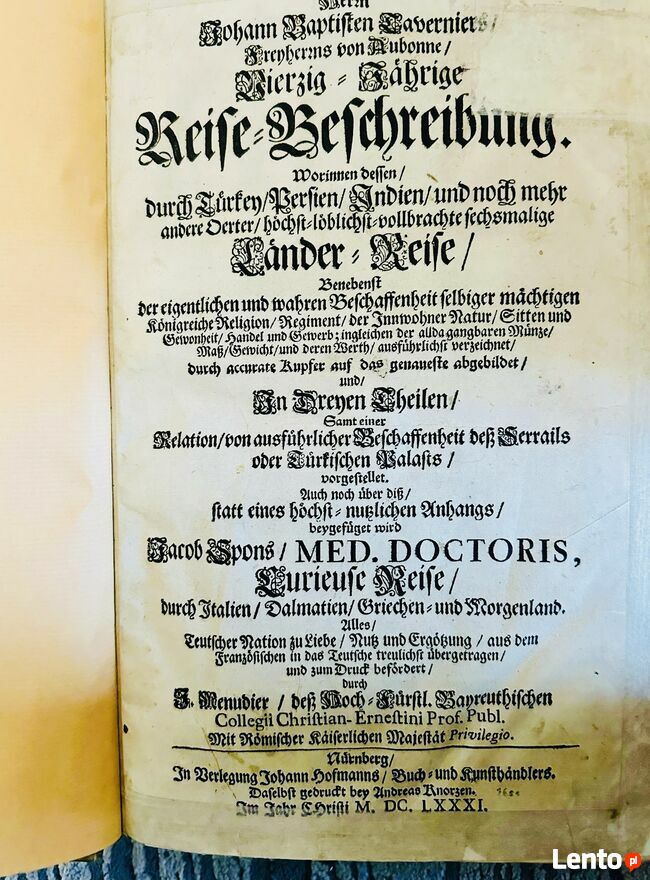 Herrn
Johann Baptisten Taverniers/
Freyherrns von Aubonne/
Vierzig-Jährige
Reise-Beschreibung.
Worinnen dessen/
durch Türkey/Persien/Indien/und noch mehr
andere Oerter/höchst-löblichst-vollbrachte sechsmalige
Länder-Reise/
Benebenst
der eigentlichen und wahren Beschaffenheit selbiger mächtigen
Königreiche Religion/Regiment/der Innwohner Natur/Sitten und
Gewonheit/Handel und Gewerb; ingleichen der allda gangbaren Münze/
Maß/Gewicht/und deren Werth/ausführlichst verzeichnet/
durch accurate Kupfer auf das genaueste abgebildet/
und/
In Dreyen Theilen/
Samt einer
Relation/von ausführlicher Beschaffenheit deß Serrails
oder Türkischen Palasts/
vorgestellet.
Auch noch über diß/
statt eines höchst-nutzlichen Anhangs/
beygefüget wird
Jacob Spons/MED. DOCTORIS,
Curieuse Reise/
durch Italien/Dalmatien/Griechen-und Morgenland.
Alles/
Teutscher Nation zu Liebe/Nutz und Ergötzung/aus dem
Französischen in das Teutsche treulichst übergetragen/
und zum Druck befördert/
durch
J. Menudier/deß Hoch-Fürstl. Bayreuthischen
Collegii Christian-Ernestini Prof. Publ.
Mit Römischer Käiserlichen Majestät Privilegio.
Nürnberg/
In Verlegung Johann Hofmanns/Buch-und Kunsthändlers.
Daselbst gedruckt bey Andreas Knorzen.
Im Jahr CHristi M. DC. LXXXI.
Lento.pl